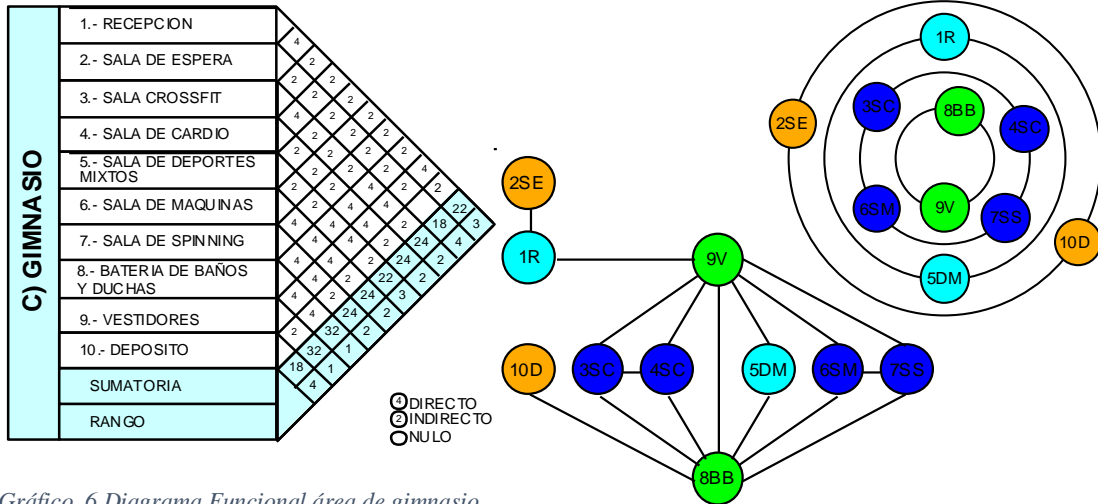 C) GIMNASIO
1.- RECEPCION
2.- SALA DE ESPERA
3.- SALA CROSSFIT
4.- SALA DE CARDIO
5.- SALA DE DEPORTES
MIXTOS
6.- SALA DE MAQUINAS
7.- SALA DE SPINNING
8.- BATERIA DE BAÑOS
Y DUCHAS
9.- VESTIDORES
10.- DEPOSITO
SUMATORIA
RANGO
4
2
2 2
2 2
4 2 2
2 2 2
2 2 2 2
2 2 2 4
2 2 4 2 2
2 4 4 22
4 4 2 2 18 3
4 4 2 24 4
4 4 2 24 2
4 2 22 2
4 2 24 3
4 24 2
2 32 2
32 1
18 1
4
4 DIRECTO
2 INDIRECTO
NULO
2SE
1R
9V
10D
3SC
4SC
5DM
6SM
7SS
8BB
1R
2SE
3SC
8BB
4SC
6SM
9V
7SS
10D
5DM
Gráfico 6 Diagrama Funcional área de gimnasio